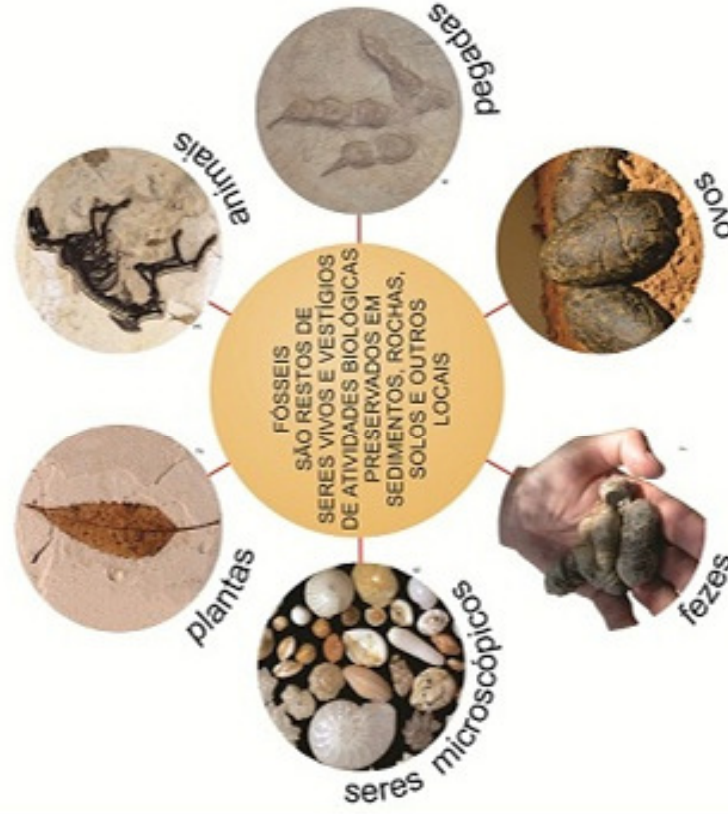 FÓSSEIS
SÃO RESTOS DE
SERES VIVOS E VESTÍGIOS
DE ATIVIDADES BIOLÓGICAS
PRESERVADOS EM
SEDIMENTOS, ROCHAS,
SOLOS E OUTROS
LOCAIS
pegadas
ovos
fezes
seres microscópicos
plantas
animais